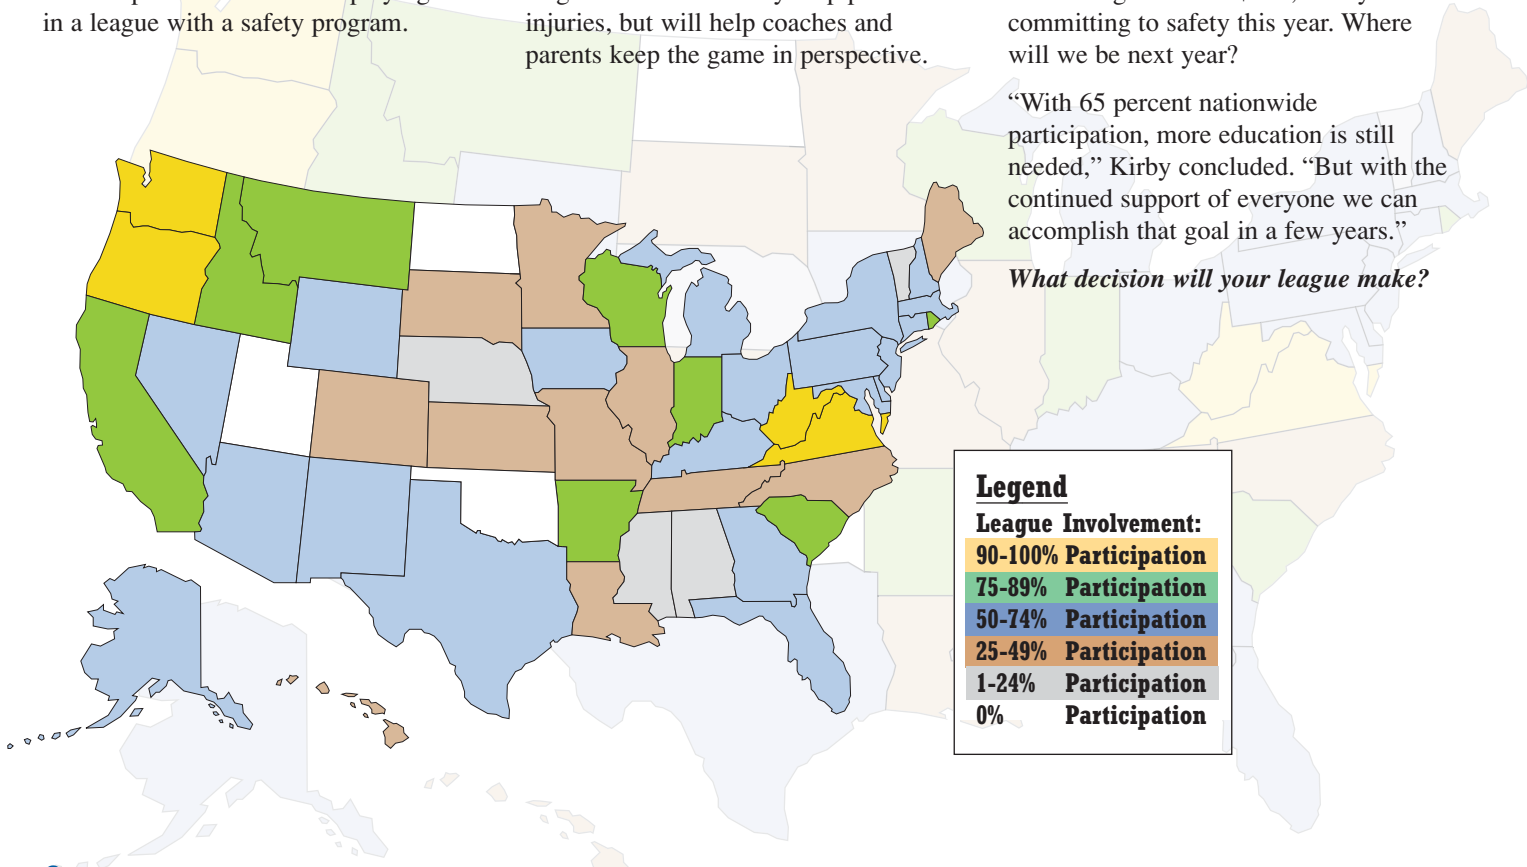 in a league with a safety program.
injuries, but will help coaches and
parents keep the game in perspective.
committing to safety this year. Where
will we be next year?
“With 65 percent nationwide
participation, more education is still
needed,” Kirby concluded. “But with the
continued support of everyone we can
accomplish that goal in a few years.”
What decision will your league make?
Legend
League Involvement:
90-100% Participation
75-89% Participation
50-74% Participation
25-49% Participation
1-24% Participation
0% Participation